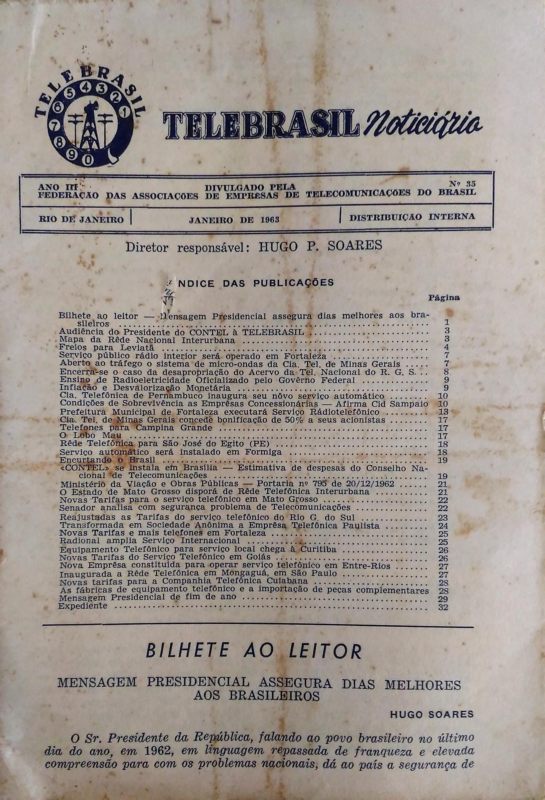 TELEBRASIL
6543217890
TELEBRASIL Noticiário
ANO III DIVULGADO PELA Nº 35
FEDERAÇÃO DAS ASSOCIAÇÕES DE EMPRESAS DE TELECOMUNICAÇÕES DO BRASIL
RIO DE JANEIRO JANEIRO DE 1963 DISTRIBUIÇÃO INTERNA
Diretor responsável: HUGO P. SOARES
NDICE DAS PUBLICAÇÕES
Página
Bilhete ao leitor — Mensagem Presidencial assegura dias melhores aos bra-
sileiros 1
Audiência do Presidente do CONTEL à TELEBRASIL 3
Mapa da Rêde Nacional Interurbana 3
Freios para Leviatã 4
Serviço público rádio interior será operado em Fortaleza 7
Aberto ao tráfego o sistema de micro-ondas da Cia. Tel. de Minas Gerais 7
Encerra-se o caso da desapropriação do Acervo da Têl. Nacional do R. G. S. 8
Ensino de Radioeletricidade Oficializado pelo Govêrno Federal 9
Inflação e Desvalorização Monetária 9
Cia. Telefônica de Pernambuco inaugura seu nôvo serviço automático 10
Condições de Sobrevivência as Emprêsas Concessionárias — Afirma Cid Sampaio 10
Prefeitura Municipal de Fortaleza executará Serviço Rádiotelefônico 13
Cia. Tel. de Minas Gerais concede bonificação de 50% a seus acionistas 17
Telefones para Campina Grande 17
O Lobo Mau 17
Rêde Telefônica para São José do Egito (PE) 18
Serviço automático será instalado em Formiga 18
Encurtando o Brasil 19
«CONTEL» se instala em Brasília — Estimativa de despesas do Conselho Na-
cional de Telecomunicações 19
Ministério da Viação e Obras Públicas — Portaria nº 785 de 20/12/1962 21
O Estado de Mato Grosso disporá de Rêde Telefônica Interurbana 21
Novas Tarifas para o serviço telefônico em Mato Grosso 22
Senador analisa com segurança problema de Telecomunicações 22
Reajustadas as Tarifas do serviço telefônico do Rio G. do Sul 23
Transformada em Sociedade Anônima a Emprêsa Telefônica Paulista 24
Novas Tarifas e mais telefones em Fortaleza 25
Radional amplia Serviço Internacional 25
Equipamento Telefônico para serviço local chega à Curitiba 26
Novas Tarifas do Serviço Telefônico em Goiás 26
Nova Emprêsa constituída para operar serviço telefônico em Entre-Rios 27
Inaugurada a Rêde Telefônica em Mongaguá, em São Paulo 27
Novas tarifas para a Companhia Telefônica Cuiabana 28
As fábricas de equipamento telefônico e a importação de peças complementares 28
Mensagem Presidencial de fim de ano 29
Expediente 32
BILHETE AO LEITOR
MENSAGEM PRESIDENCIAL ASSEGURA DIAS MELHORES
AOS BRASILEIROS
HUGO SOARES
O Sr. Presidente da República, falando ao povo brasileiro no último
dia do ano, em 1962, em linguagem repassada de franqueza e elevada
compreensão para com os problemas nacionais, dá ao país a segurança de